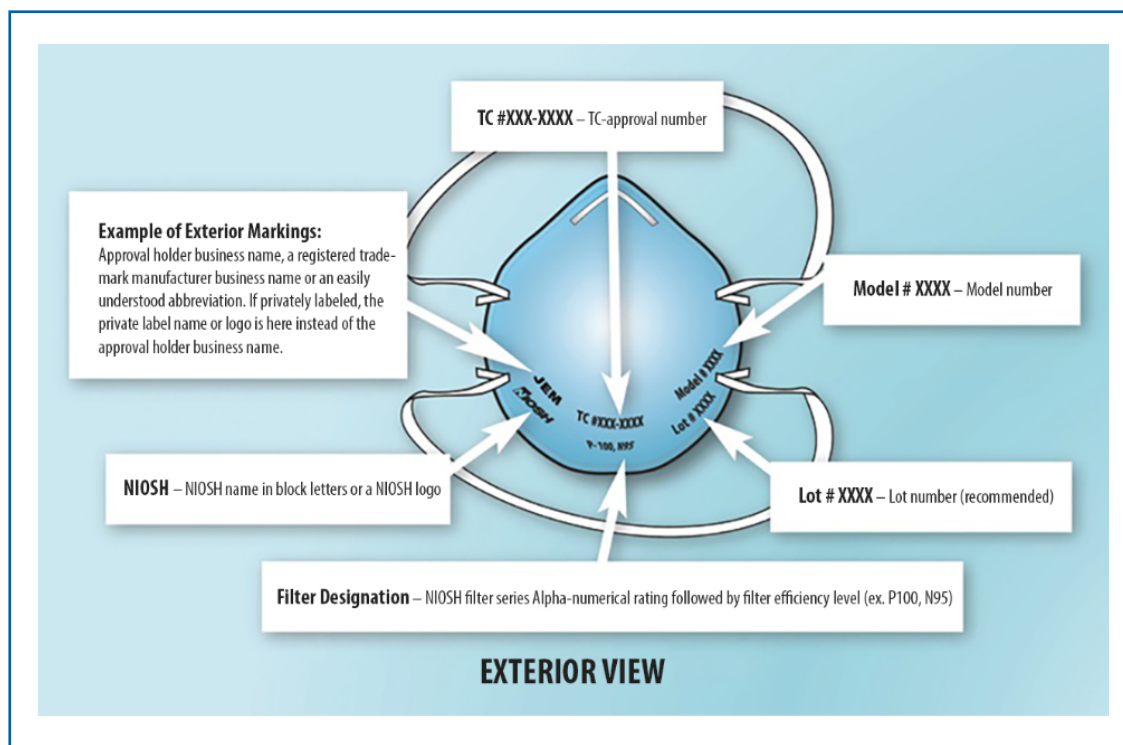 TC #XXX-XXXX – TC-approval number
Example of Exterior Markings:
Approval holder business name, a registered trade-
mark manufacturer business name or an easily
understood abbreviation. If privately labeled, the
private label name or logo is here instead of the
approval holder business name.
Model # XXXX – Model number
JEM
NIOSH
TC #XXX-XXXX
P-100, N95
Model # XXXX
Lot # XXXX
NIOSH – NIOSH name in block letters or a NIOSH logo
Lot # XXXX – Lot number (recommended)
Filter Designation – NIOSH filter series Alpha-numerical rating followed by filter efficiency level (ex. P100, N95)
EXTERIOR VIEW